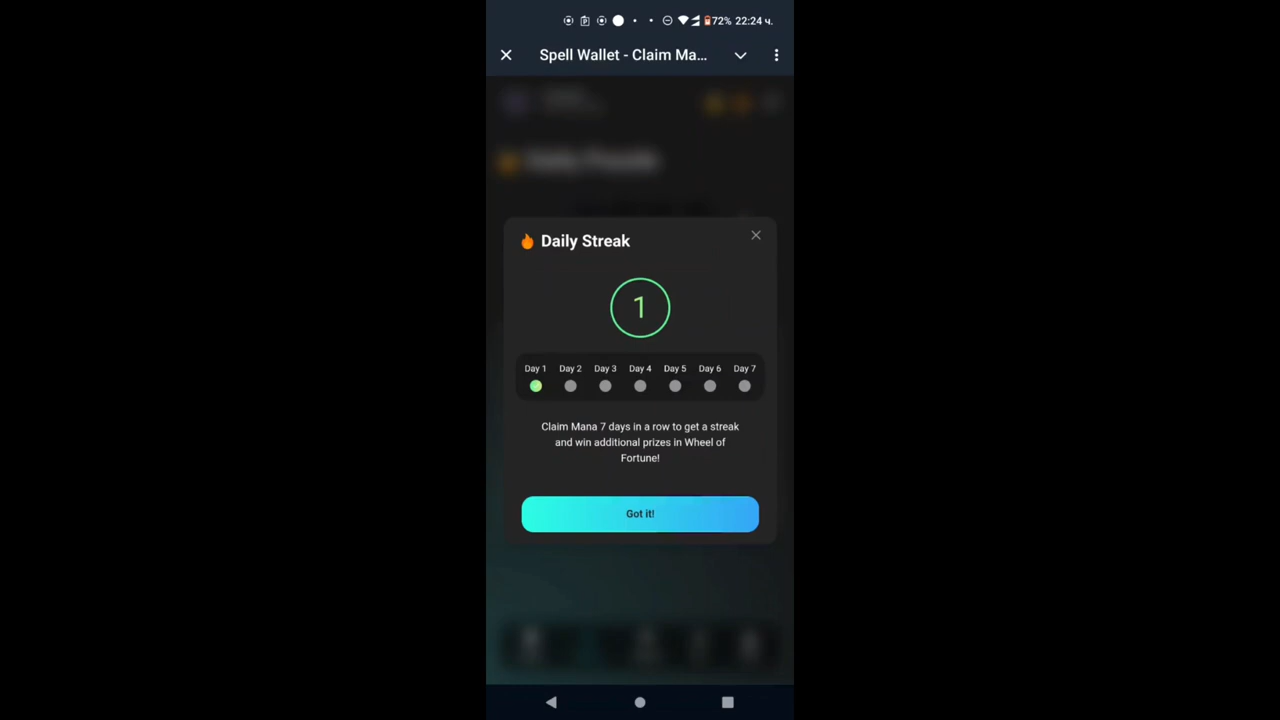 72% 22:24 ч.
Spell Wallet - Claim Ma...
Daily Streak
1
Day 1 Day 2 Day 3 Day 4 Day 5 Day 6 Day 7
Claim Mana 7 days in a row to get a streak
and win additional prizes in Wheel of
Fortune!
Got it!